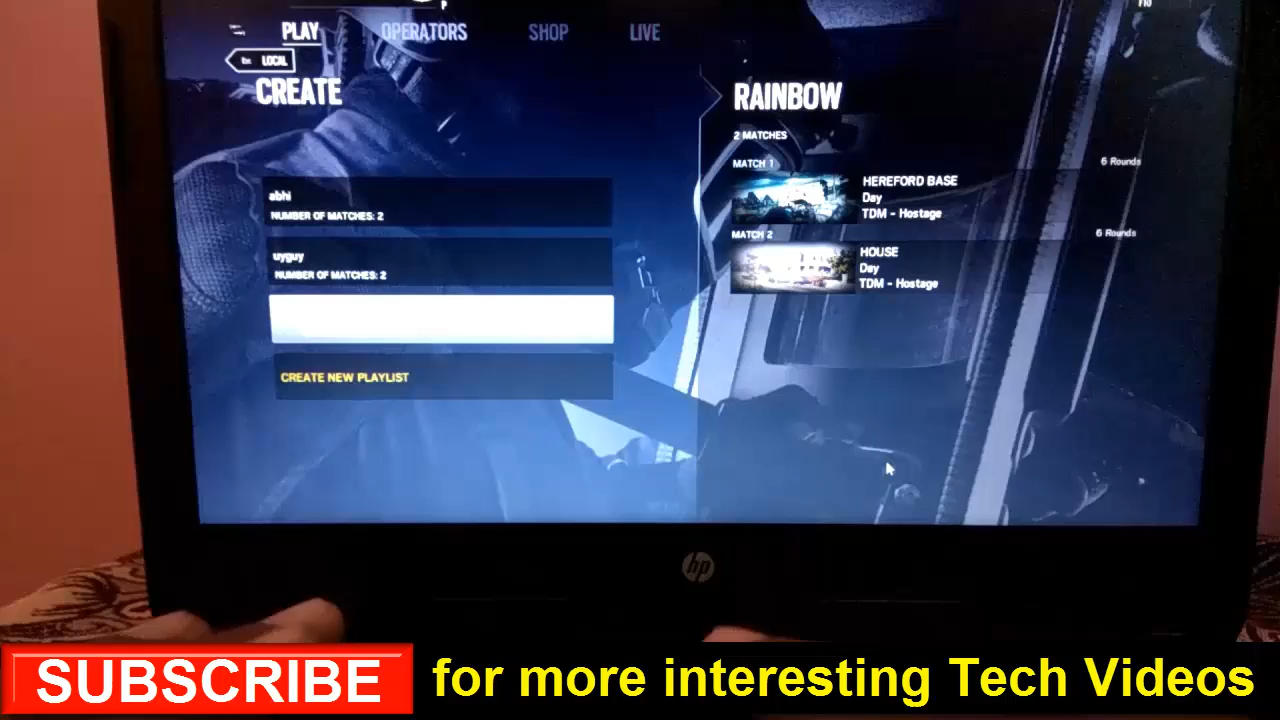 P
F10
PLAY
OPERATORS
SHOP
LIVE
Esc LOCAL
CREATE
abhi
NUMBER OF MATCHES: 2
uyguy
NUMBER OF MATCHES: 2
CREATE NEW PLAYLIST
RAINBOW
2 MATCHES
MATCH 1
6 Rounds
HEREFORD BASE
Day
TDM - Hostage
MATCH 2
6 Rounds
HOUSE
Day
TDM - Hostage
hp
SUBSCRIBE for more interesting Tech Videos